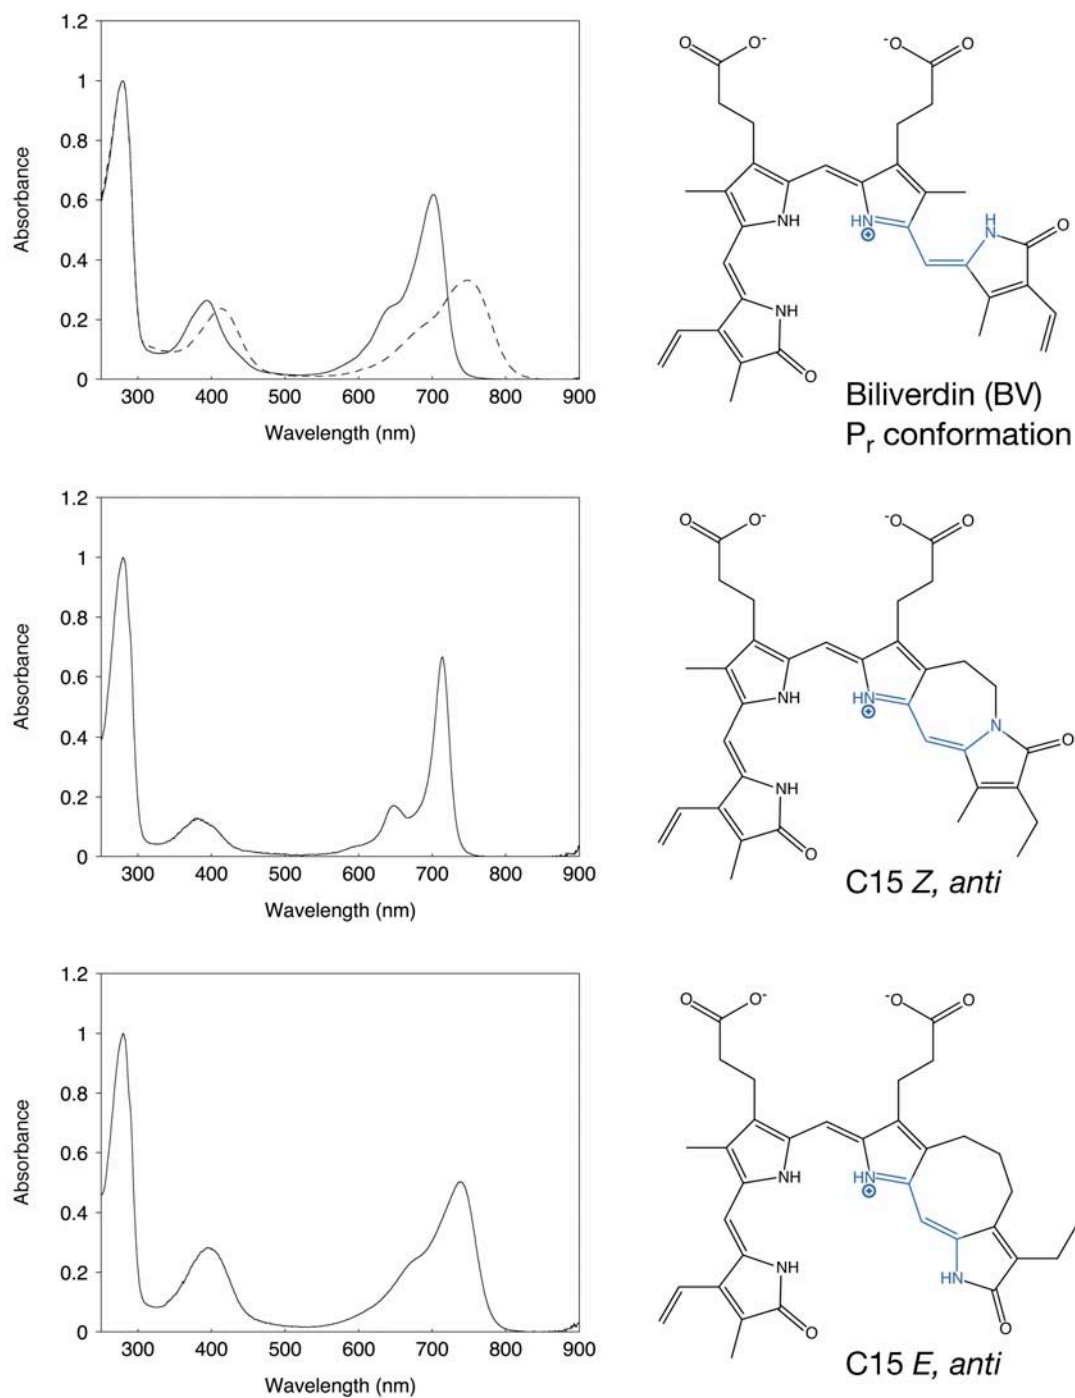 1.2
1
0.8
0.6
0.4
0.2
0
Absorbance
300 400 500 600 700 800 900
Wavelength (nm)
O O- -O O
NH HN ⊕ H N O
NH
O
Biliverdin (BV)
Pr conformation
1.2
1
0.8
0.6
0.4
0.2
0
Absorbance
300 400 500 600 700 800 900
Wavelength (nm)
O O- -O O
NH HN ⊕ N O
NH
O
C15 Z, anti
1.2
1
0.8
0.6
0.4
0.2
0
Absorbance
300 400 500 600 700 800 900
Wavelength (nm)
O O- -O O
NH HN ⊕
NH HN
O O
C15 E, anti